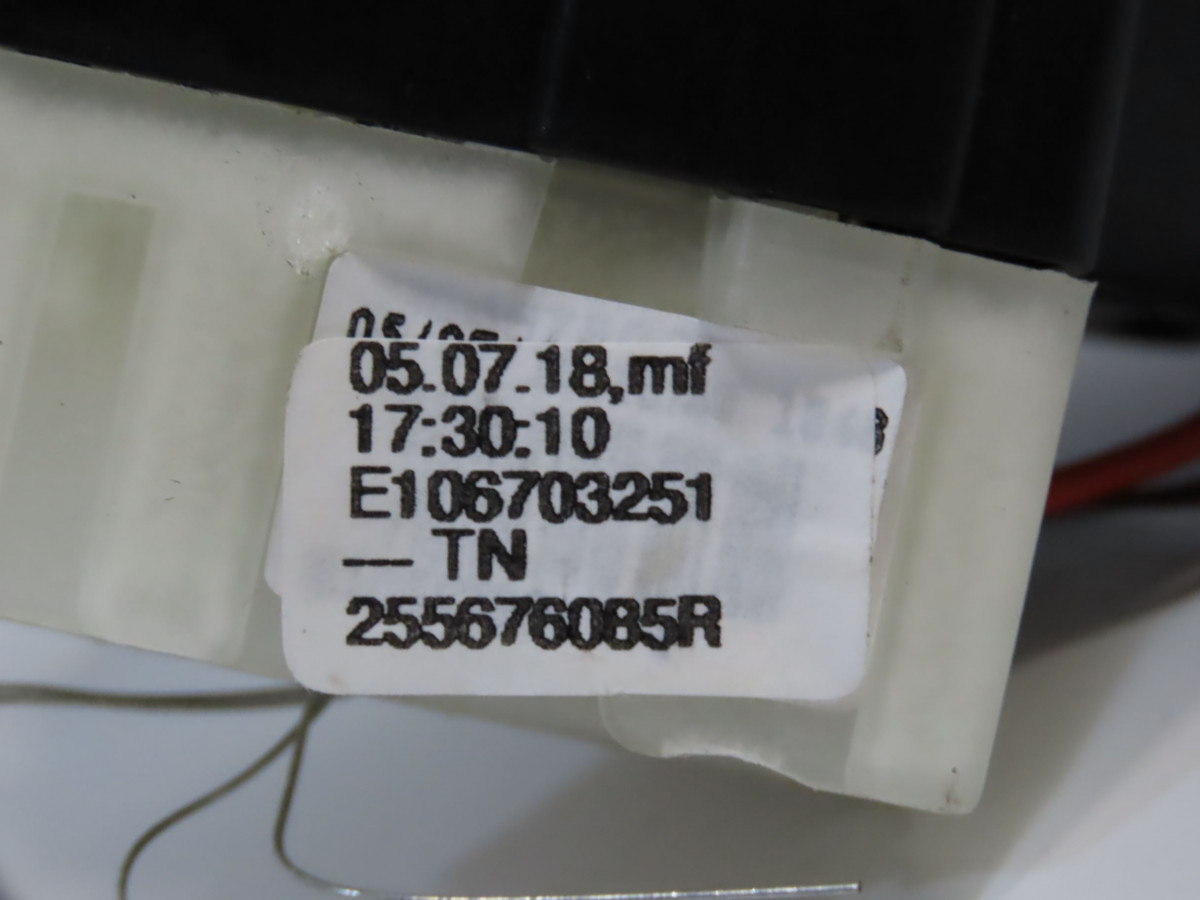 05.07.18,mf
17:30:10
E106703251
— TN
255676085R